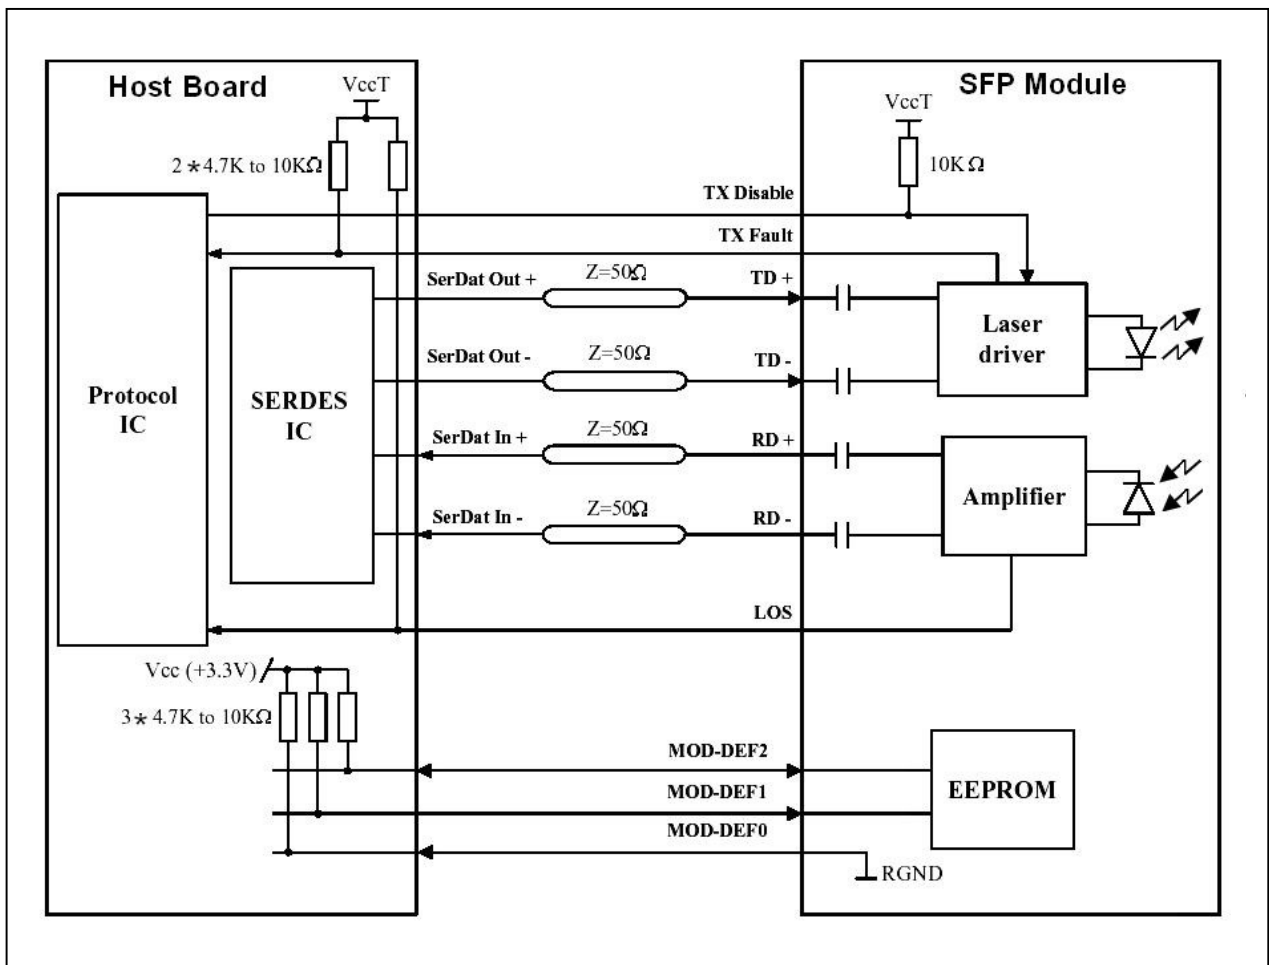 Host Board
SFP Module
VccT
VccT
2*4.7K to 10KΩ
10KΩ
TX Disable
TX Fault
SerDat Out +
Z=50Ω
TD +
Laser
driver
SerDat Out -
Z=50Ω
TD -
Protocol
IC
SERDES
IC
SerDat In +
Z=50Ω
RD +
Amplifier
SerDat In -
Z=50Ω
RD -
LOS
Vcc (+3.3V)
3*4.7K to 10KΩ
MOD-DEF2
MOD-DEF1
EEPROM
MOD-DEF0
RGND